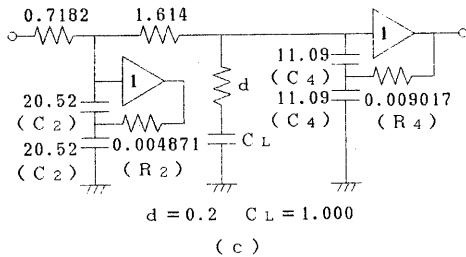 0.7182 1.614
1 1
d
11.09
(C4)
20.52
(C2)
11.09 0.009017
(C4) (R4)
20.52 0.004871
(C2) (R2)
CL
d=0.2 CL=1.000
(c)